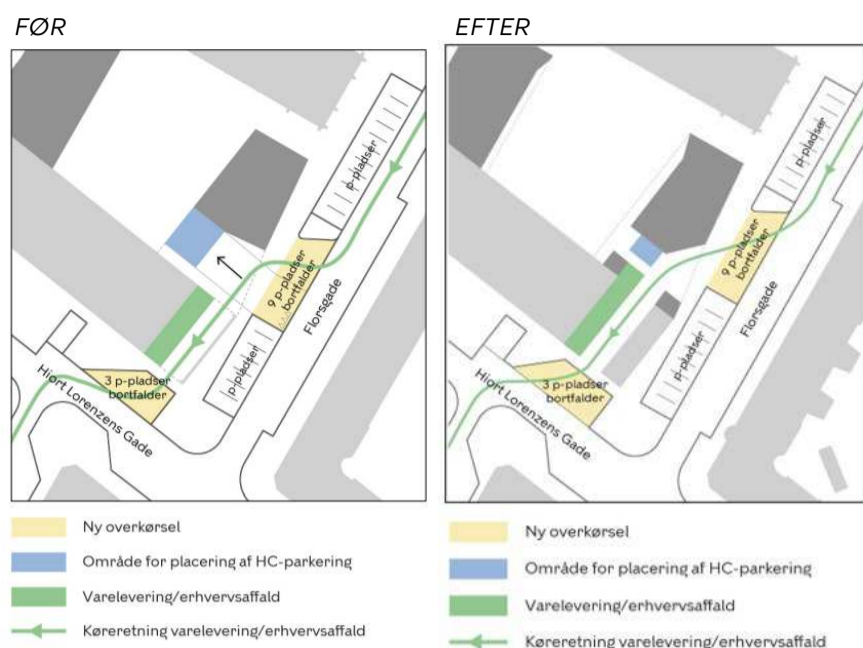 FØR
p-pladser
9 p-pladser
bortfalder
Florsgade
p-pladser
3 p-pladser
bortfalder
Hjort Lorenzens Gade
Ny overkørsel
Område for placering af HC-parkering
Varelevering/erhvervsaffald
Køreretning varelevering/erhvervsaffald
EFTER
p-pladser
9 p-pladser
bortfalder
Florsgade
p-pladser
3 p-pladser
bortfalder
Hjort Lorenzens Gade
Ny overkørsel
Område for placering af HC-parkering
Varelevering/erhvervsaffald
Køreretning varelevering/erhvervsaffald